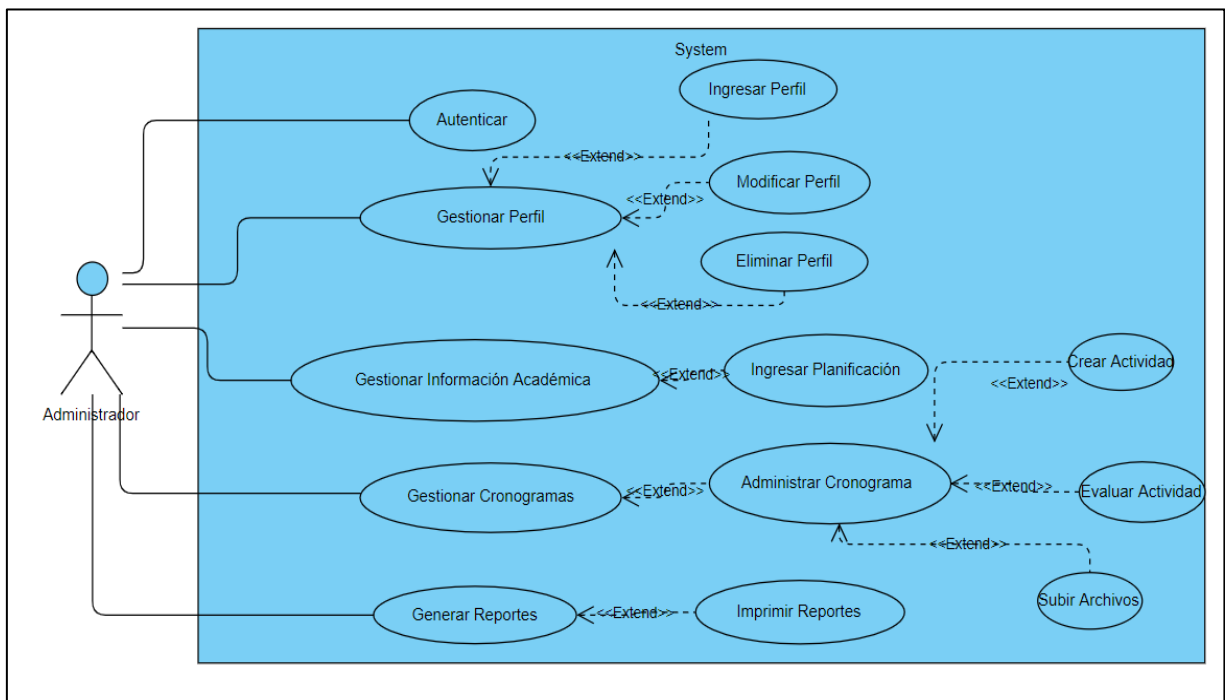 System
Ingresar Perfil
Autenticar
<<Extend>>
Modificar Perfil
<<Extend>>
Gestionar Perfil
Eliminar Perfil
<<Extend>>
Crear Actividad
Gestionar Información Académica
<<Extend>>
Ingresar Planificación
<<Extend>>
Administrador
Gestionar Cronogramas
<<Extend>>
Administrar Cronograma
<<Extend>>
Evaluar Actividad
<<Extend>>
Subir Archivos
Generar Reportes
<<Extend>>
Imprimir Reportes